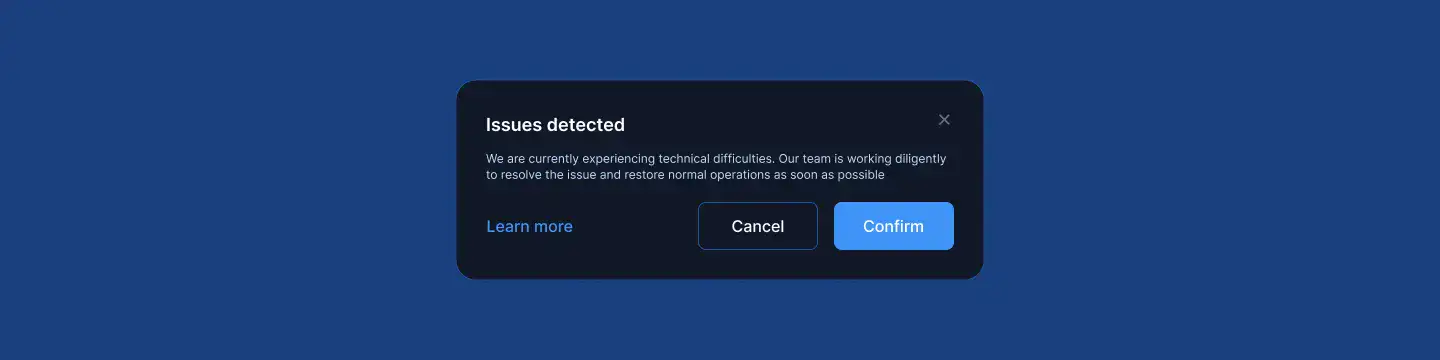 Issues detected
We are currently experiencing technical difficulties. Our team is working diligently
to resolve the issue and restore normal operations as soon as possible
Learn more
Cancel
Confirm